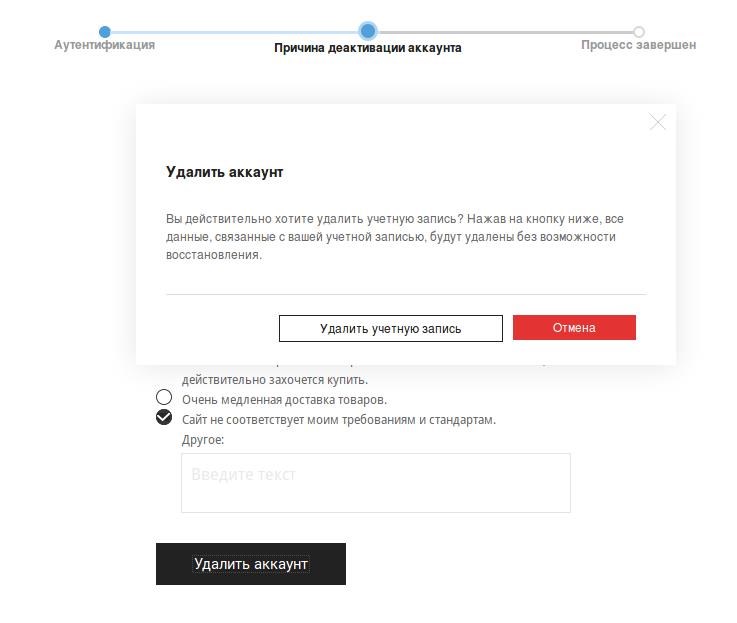 Аутентификация
Причина деактивации аккаунта
Процесс завершен
Удалить аккаунт
Вы действительно хотите удалить учетную запись? Нажав на кнопку ниже, все
данные, связанные с вашей учетной записью, будут удалены без возможности
восстановления.
Удалить учетную запись
Отмена
действительно захочется купить.
Очень медленная доставка товаров.
Сайт не соответствует моим требованиям и стандартам.
Другое:
Введите текст
Удалить аккаунт